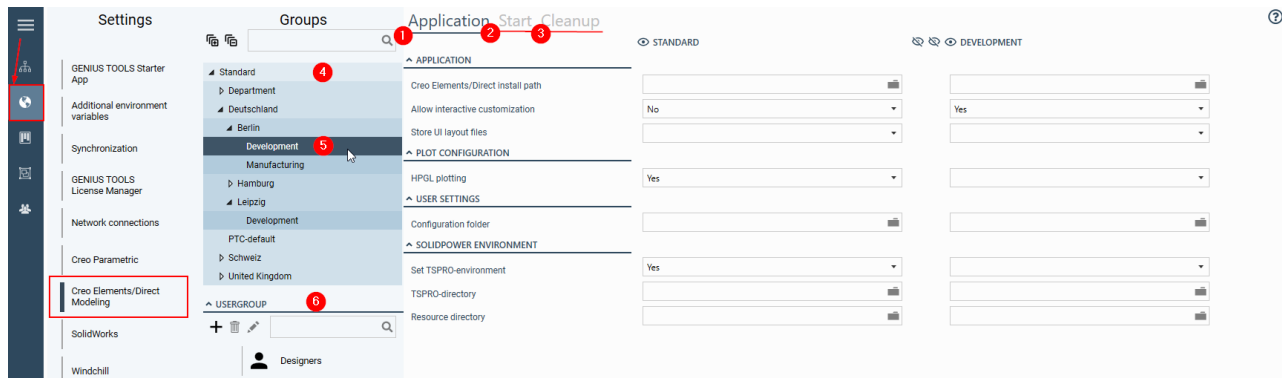 Settings
GENIUS TOOLS Starter
App
Additional environment
variables
Synchronization
GENIUS TOOLS
License Manager
Network connections
Creo Parametric
Creo Elements/Direct
Modeling
SolidWorks
Windchill
Groups
1
Standard
4
Department
Deutschland
Berlin
Development
5
Manufacturing
Hamburg
Leipzig
Development
PTC-default
Schweiz
United Kingdom
USERGROUP
6
Designers
Application Start Cleanup
2
3
STANDARD
DEVELOPMENT
APPLICATION
Creo Elements/Direct install path
Allow interactive customization
No
Yes
Store UI layout files
PLOT CONFIGURATION
HPGL plotting
Yes
USER SETTINGS
Configuration folder
SOLIDPOWER ENVIRONMENT
Set TSPRO-environment
Yes
TSPRO-directory
Resource directory
?